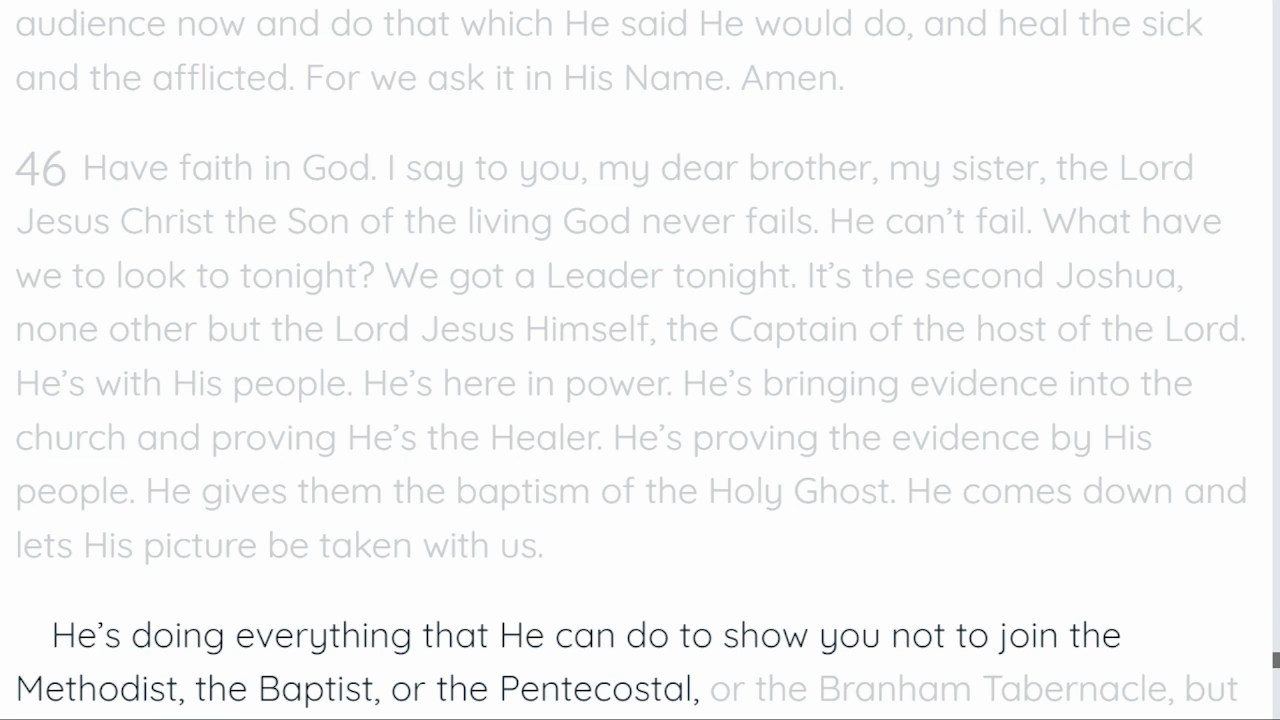 audience now and do that which He said He would do, and heal the sick
and the afflicted. For we ask it in His Name. Amen.
46 Have faith in God. I say to you, my dear brother, my sister, the Lord
Jesus Christ the Son of the living God never fails. He can’t fail. What have
we to look to tonight? We got a Leader tonight. It’s the second Joshua,
none other but the Lord Jesus Himself, the Captain of the host of the Lord.
He’s with His people. He’s here in power. He’s bringing evidence into the
church and proving He’s the Healer. He’s proving the evidence by His
people. He gives them the baptism of the Holy Ghost. He comes down and
lets His picture be taken with us.
He’s doing everything that He can do to show you not to join the
Methodist, the Baptist, or the Pentecostal, or the Branham Tabernacle, but